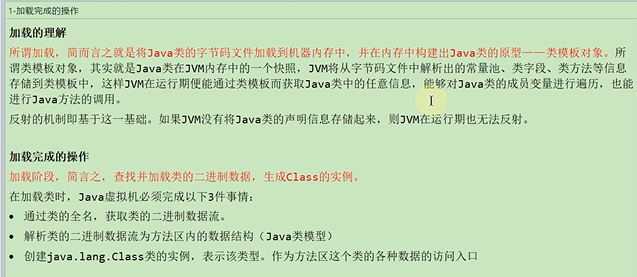 1-加载完成的操作
加载的理解
所谓加载，简而言之就是将Java类的字节码文件加载到机器内存中，并在内存中构建出Java类的原型——类模板对象。所
谓类模板对象，其实就是Java类在JVM内存中的一个快照，JVM将从字节码文件中解析出的常量池、类字段、类方法等信息
存储到类模板中，这样JVM在运行期便能通过类模板而获取Java类中的任意信息，能够对Java类的成员变量进行遍历，也能
进行Java方法的调用。
反射的机制即基于这一基础。如果JVM没有将Java类的声明信息存储起来，则JVM在运行期也无法反射。
加载完成的操作
加载阶段，简言之，查找并加载类的二进制数据，生成Class的实例。
在加载类时，Java虚拟机必须完成以下3件事情：
• 通过类的全名，获取类的二进制数据流。
• 解析类的二进制数据流为方法区内的数据结构（Java类模型）
• 创建java.lang.Class类的实例，表示该类型。作为方法区这个类的各种数据的访问入口